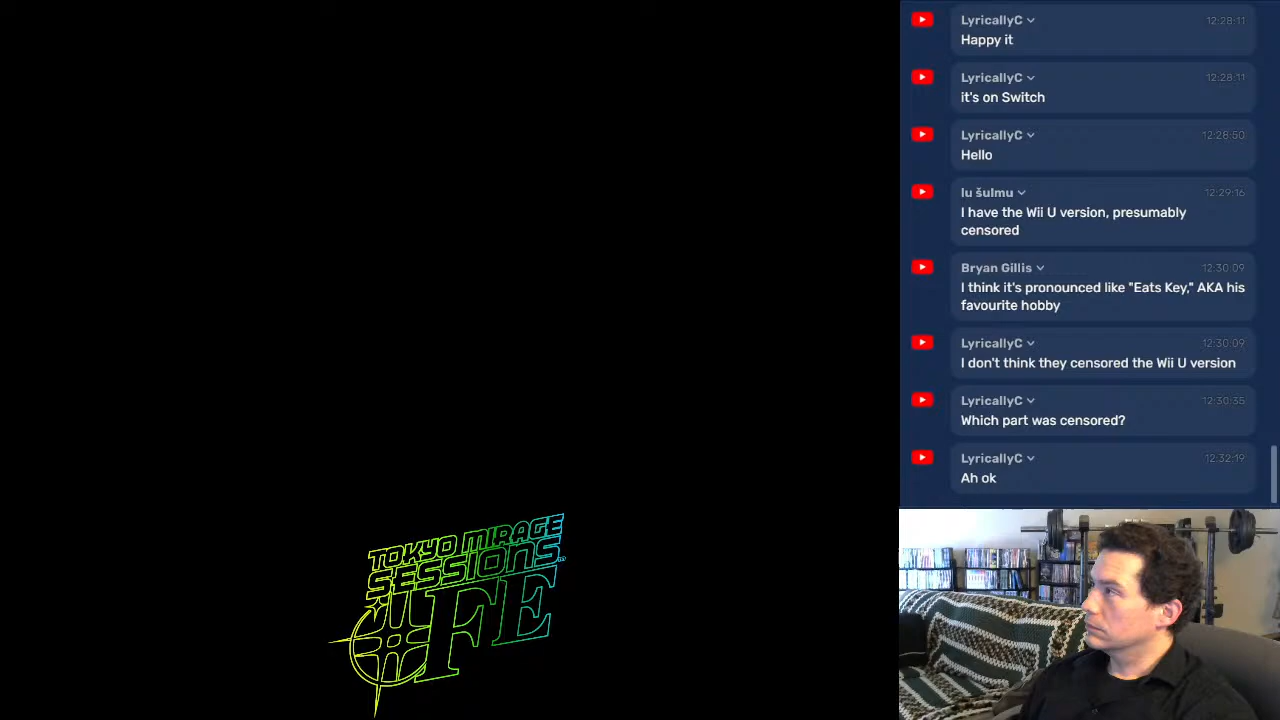 LyricallyC 12:28:11
Happy it
LyricallyC 12:28:11
it's on Switch
LyricallyC 12:28:50
Hello
lu šulmu 12:29:16
I have the Wii U version, presumably
censored
Bryan Gillis 12:30:09
I think it's pronounced like "Eats Key," AKA his
favourite hobby
LyricallyC 12:30:09
I don't think they censored the Wii U version
LyricallyC 12:30:35
Which part was censored?
LyricallyC 12:32:19
Ah ok
TOKYO MIRAGE
SESSIONS
#FE